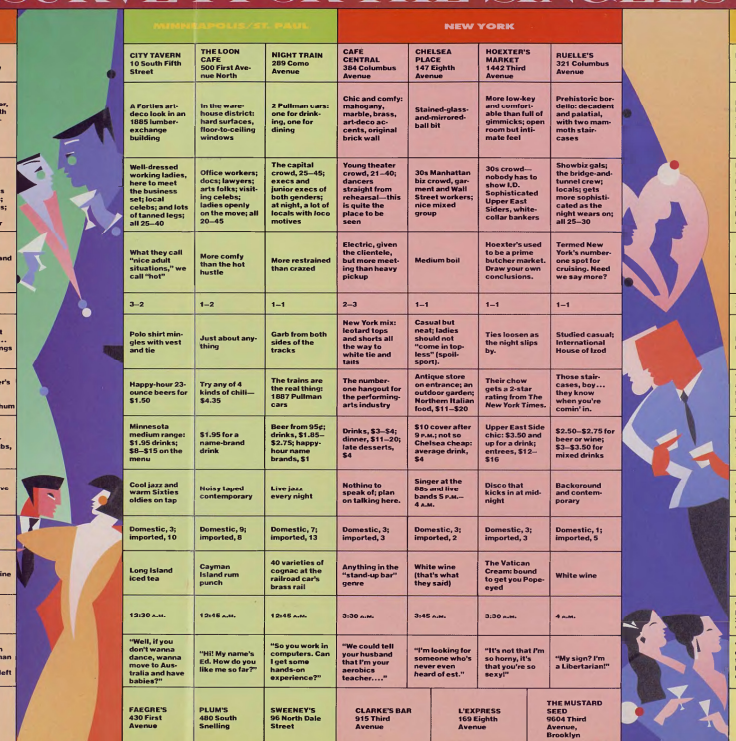 MINNEAPOLIS/ST. PAUL
NEW YORK
CITY TAVERN
10 South Fifth
Street
THE LOON
CAFE
500 First Ave-
nue North
NIGHT TRAIN
289 Como
Avenue
CAFE
CENTRAL
384 Columbus
Avenue
CHELSEA
PLACE
147 Eighth
Avenue
HOEXTER'S
MARKET
1442 Third
Avenue
RUELLE'S
321 Columbus
Avenue
A Forties art-
deco look in an
1885 lumber-
exchange
building
In the ware-
house district:
hard surfaces,
floor-to-ceiling
windows
2 Pullman cars:
one for drink-
ing, one for
dining
Chic and comfy:
mahogany,
marble, brass,
art-deco ac-
cents, original
brick wall
Stained-glass-
and-mirrored-
ball bit
More low-key
and comfort-
able than full of
gimmicks; open
room but inti-
mate feel
Prehistoric bor-
dello: decadent
and palatial,
with two mam-
moth stair-
cases
Well-dressed
working ladies,
here to meet
the business
set; local
celebs; and lots
of tanned legs;
all 25–40
Office workers;
docs; lawyers;
arts folks; visit-
ing celebs;
ladies openly
on the move; all
20–45
The capital
crowd, 25–45;
execs and
junior execs of
both genders;
at night, a lot of
locals with loco
motives
Young theater
crowd, 21–40;
dancers
straight from
rehearsal—this
is quite the
place to be
seen
30s Manhattan
biz crowd, gar-
ment and Wall
Street workers;
nice mixed
group
30s crowd—
nobody has to
show I.D.
Sophisticated
Upper East
Siders, white-
collar bankers
Showbiz gals;
the bridge-and-
tunnel crew;
locals; gets
more sophisti-
cated as the
night wears on;
all 25–30
What they call
"nice adult
situations," we
call "hot"
More comfy
than the hot
hustle
More restrained
than crazed
Electric, given
the clientele,
but more meet-
ing than heavy
pickup
Medium boil
Hoexter's used
to be a prime
butcher market.
Draw your own
conclusions.
Termed New
York's number-
one spot for
cruising. Need
we say more?
3–2
1–2
1–1
2–3
1–1
1–1
1–1
Polo shirt min-
gles with vest
and tie
Just about any-
thing
Garb from both
sides of the
tracks
New York mix:
leotard tops
and shorts all
the way to
white tie and
tails
Casual but
neat; ladies
should not
"come in top-
less" (spoil-
sport).
Ties loosen as
the night slips
by.
Studied casual;
International
House of Izod
Happy-hour 23-
ounce beers for
$1.50
Try any of 4
kinds of chili—
$4.35
The trains are
the real thing:
1887 Pullman
cars
The number-
one hangout for
the performing-
arts industry
Antique store
on entrance; an
outdoor garden;
Northern Italian
food, $11–$20
Their chow
gets a 2-star
rating from The
New York Times.
Those stair-
cases, boy...
they know
when you're
comin' in.
Minnesota
medium range:
$1.95 drinks;
$8–$15 on the
menu
$1.95 for a
name-brand
drink
Beer from 95¢;
drinks, $1.85–
$2.75; happy-
hour name
brands, $1
Drinks, $3–$4;
dinner, $11–20;
late desserts,
$4
$10 cover after
9 P.M.; not so
Chelsea cheap:
average drink,
$4
Upper East Side
chic: $3.50 and
up for a drink;
entrees, $12–
$16
$2.50–$2.75 for
beer or wine;
$3–$3.50 for
mixed drinks
Cool jazz and
warm Sixties
oldies on tap
Noisy taped
contemporary
Live jazz
every night
Nothing to
speak of; plan
on talking here.
Singer at the
88s and live
bands 5 P.M.–
4 A.M.
Disco that
kicks in at mid-
night
Background
and contem-
porary
Domestic, 3;
imported, 10
Domestic, 9;
imported, 8
Domestic, 7;
imported, 13
Domestic, 3;
imported, 3
Domestic, 3;
imported, 2
Domestic, 3;
imported, 3
Domestic, 1;
imported, 5
Long Island
iced tea
Cayman
Island rum
punch
40 varieties of
cognac at the
railroad car's
brass rail
Anything in the
"stand-up bar"
genre
White wine
(that's what
they said)
The Vatican
Cream: bound
to get you Pope-
eyed
White wine
12:30 A.M.
12:45 A.M.
12:45 A.M.
3:30 A.M.
3:45 A.M.
3:30 A.M.
4 A.M.
"Well, if you
don't wanna
dance, wanna
move to Aus-
tralia and have
babies?"
"Hi! My name's
Ed. How do you
like me so far?"
"So you work in
computers. Can
I get some
hands-on
experience?"
"We could tell
your husband
that I'm your
aerobics
teacher...."
"I'm looking for
someone who's
never even
heard of est."
"It's not that I'm
so horny, it's
that you're so
sexy!"
"My sign? I'm
a Libertarian!"
FAEGRE'S
430 First
Avenue
PLUM'S
480 South
Snelling
SWEENEY'S
96 North Dale
Street
CLARKE'S BAR
915 Third
Avenue
L'EXPRESS
169 Eighth
Avenue
THE MUSTARD
SEED
9604 Third
Avenue,
Brooklyn